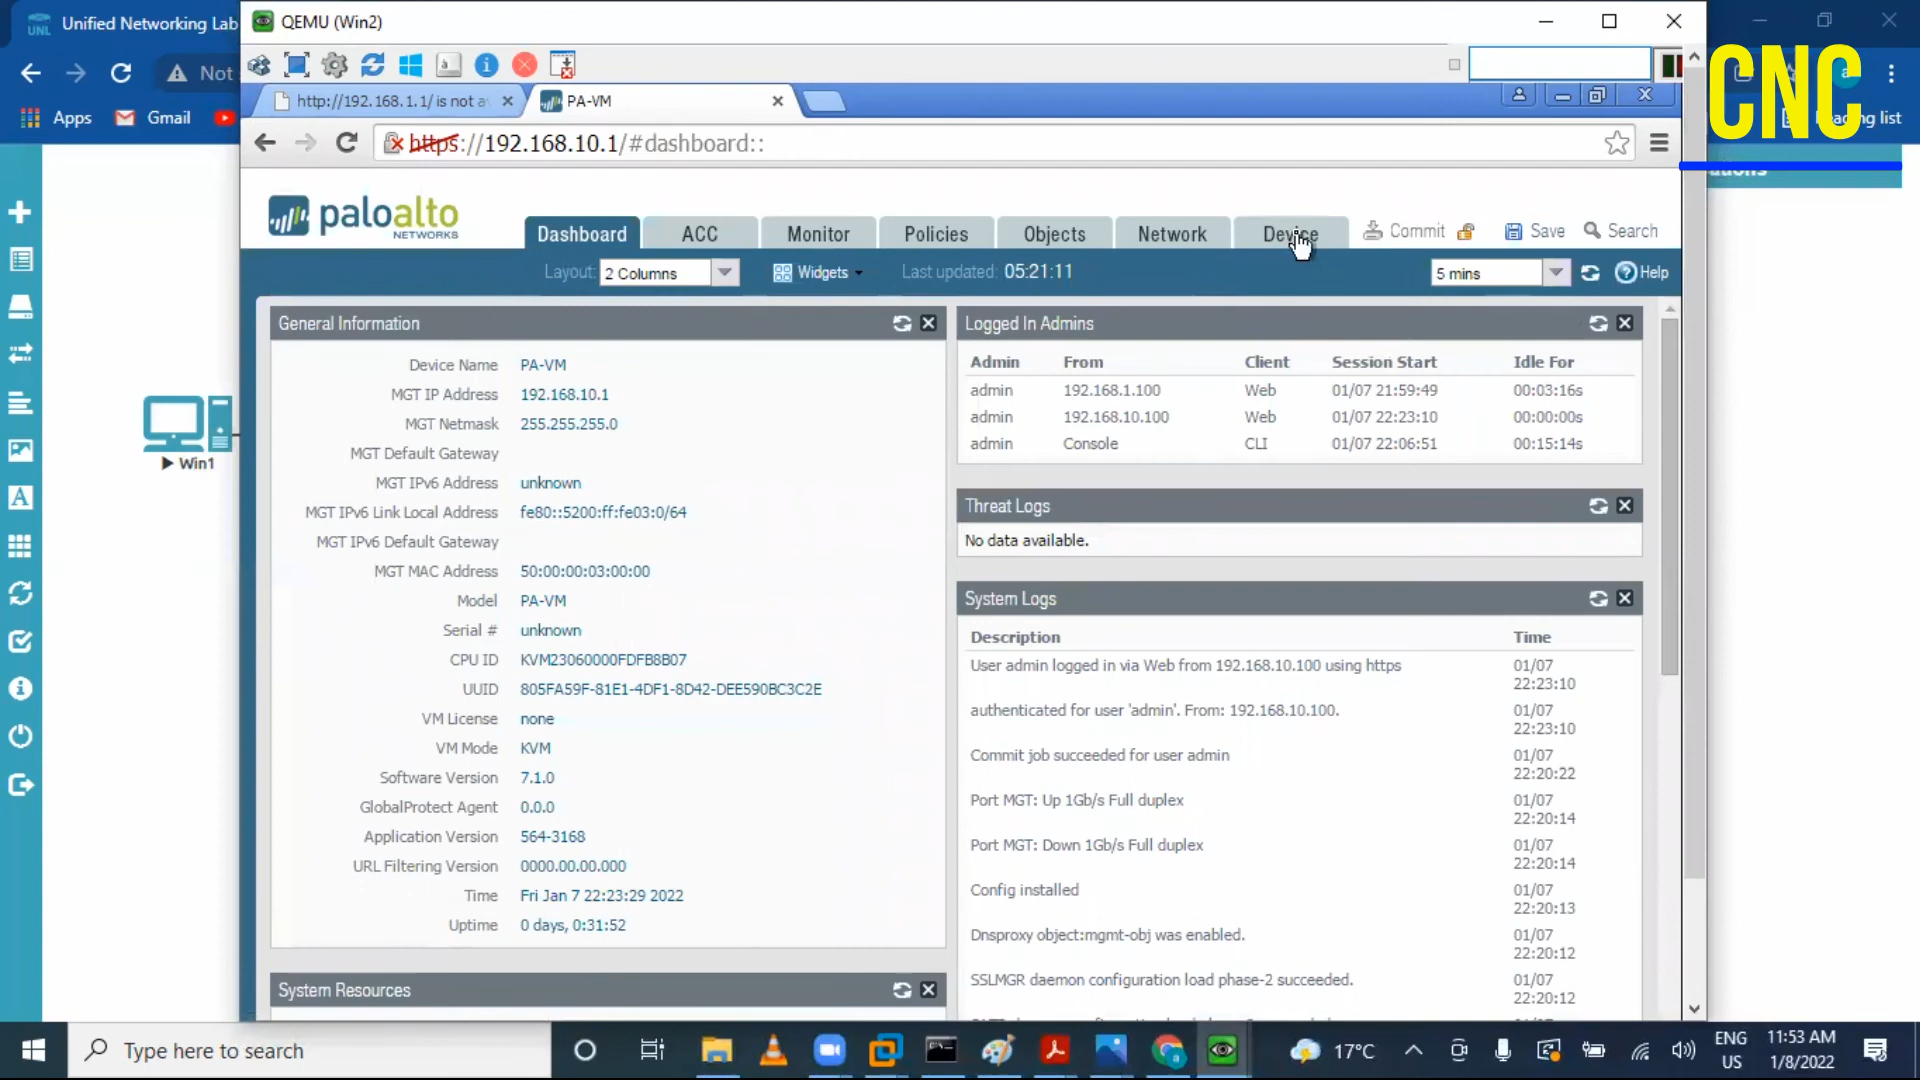 Unified Networking Lab
QEMU (Win2)
CNC
Not
http://192.168.1.1/ is not a
PA-VM
https://192.168.10.1/#dashboard::
Apps
Gmail
list
paloalto
NETWORKS
Dashboard
ACC
Monitor
Policies
Objects
Network
Device
Commit
Save
Search
Layout:
2 Columns
Widgets
Last updated: 05:21:11
5 mins
Help
General Information
Device Name PA-VM
MGT IP Address 192.168.10.1
MGT Netmask 255.255.255.0
MGT Default Gateway
MGT IPv6 Address unknown
MGT IPv6 Link Local Address fe80::5200:ff:fe03:0/64
MGT IPv6 Default Gateway
MGT MAC Address 50:00:00:03:00:00
Model PA-VM
Serial # unknown
CPU ID KVM23060000FDFB8B07
UUID 805FA59F-81E1-4DF1-8D42-DEE590BC3C2E
VM License none
VM Mode KVM
Software Version 7.1.0
GlobalProtect Agent 0.0.0
Application Version 564-3168
URL Filtering Version 0000.00.00.000
Time Fri Jan 7 22:23:29 2022
Uptime 0 days, 0:31:52
System Resources
Logged In Admins
Admin From Client Session Start Idle For
admin 192.168.1.100 Web 01/07 21:59:49 00:03:16s
admin 192.168.10.100 Web 01/07 22:23:10 00:00:00s
admin Console CLI 01/07 22:06:51 00:15:14s
Threat Logs
No data available.
System Logs
Description Time
User admin logged in via Web from 192.168.10.100 using https 01/07
22:23:10
authenticated for user 'admin'. From: 192.168.10.100. 01/07
22:23:10
Commit job succeeded for user admin 01/07
22:20:22
Port MGT: Up 1Gb/s Full duplex 01/07
22:20:14
Port MGT: Down 1Gb/s Full duplex 01/07
22:20:14
Config installed 01/07
22:20:13
Dnsproxy object:mgmt-obj was enabled. 01/07
22:20:12
SSLMGR daemon configuration load phase-2 succeeded. 01/07
22:20:12
Win1
Type here to search
17°C
ENG
US
11:53 AM
1/8/2022